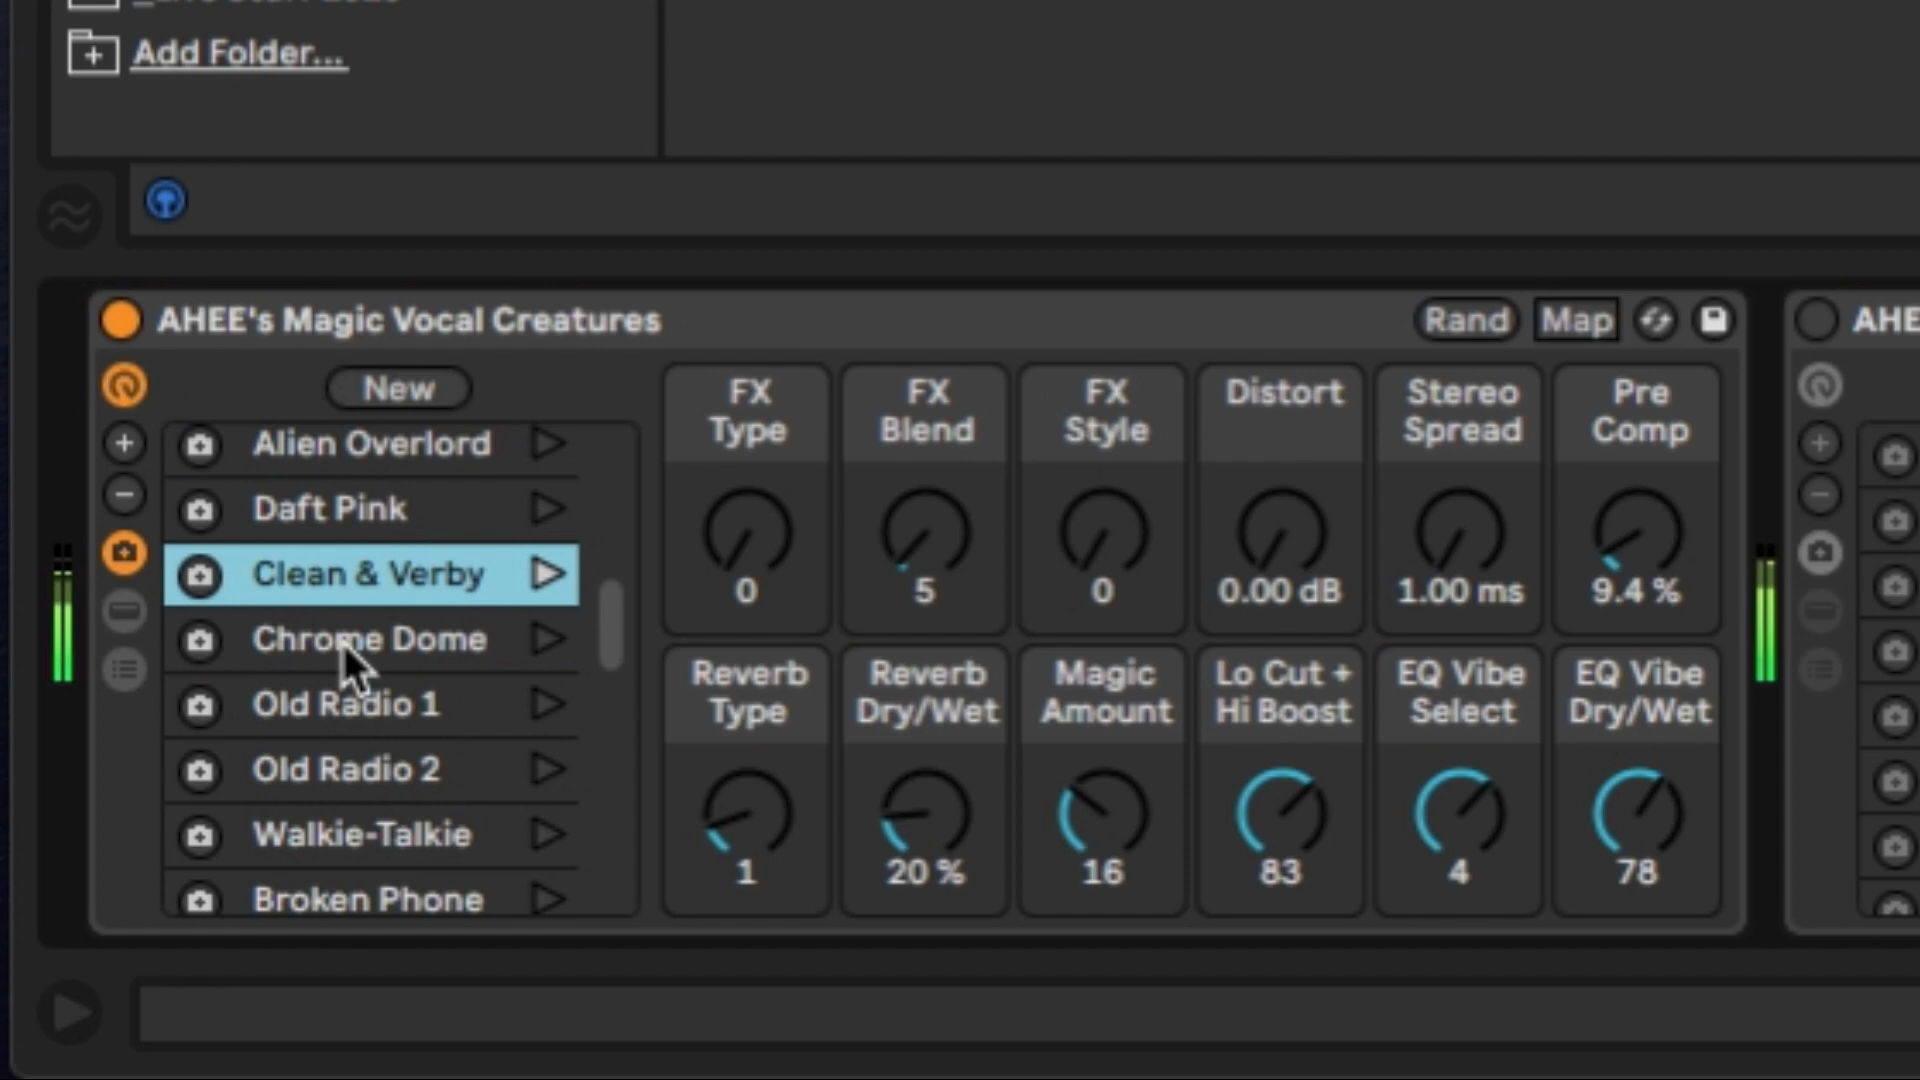 Add Folder...
AHEE's Magic Vocal Creatures
Rand
Map
AHE
New
Alien Overlord
Daft Pink
Clean & Verby
Chrome Dome
Old Radio 1
Old Radio 2
Walkie-Talkie
Broken Phone
FX
Type
0
FX
Blend
5
FX
Style
0
Distort
0.00 dB
Stereo
Spread
1.00 ms
Pre
Comp
9.4 %
Reverb
Type
1
Reverb
Dry/Wet
20 %
Magic
Amount
16
Lo Cut +
Hi Boost
83
EQ Vibe
Select
4
EQ Vibe
Dry/Wet
78